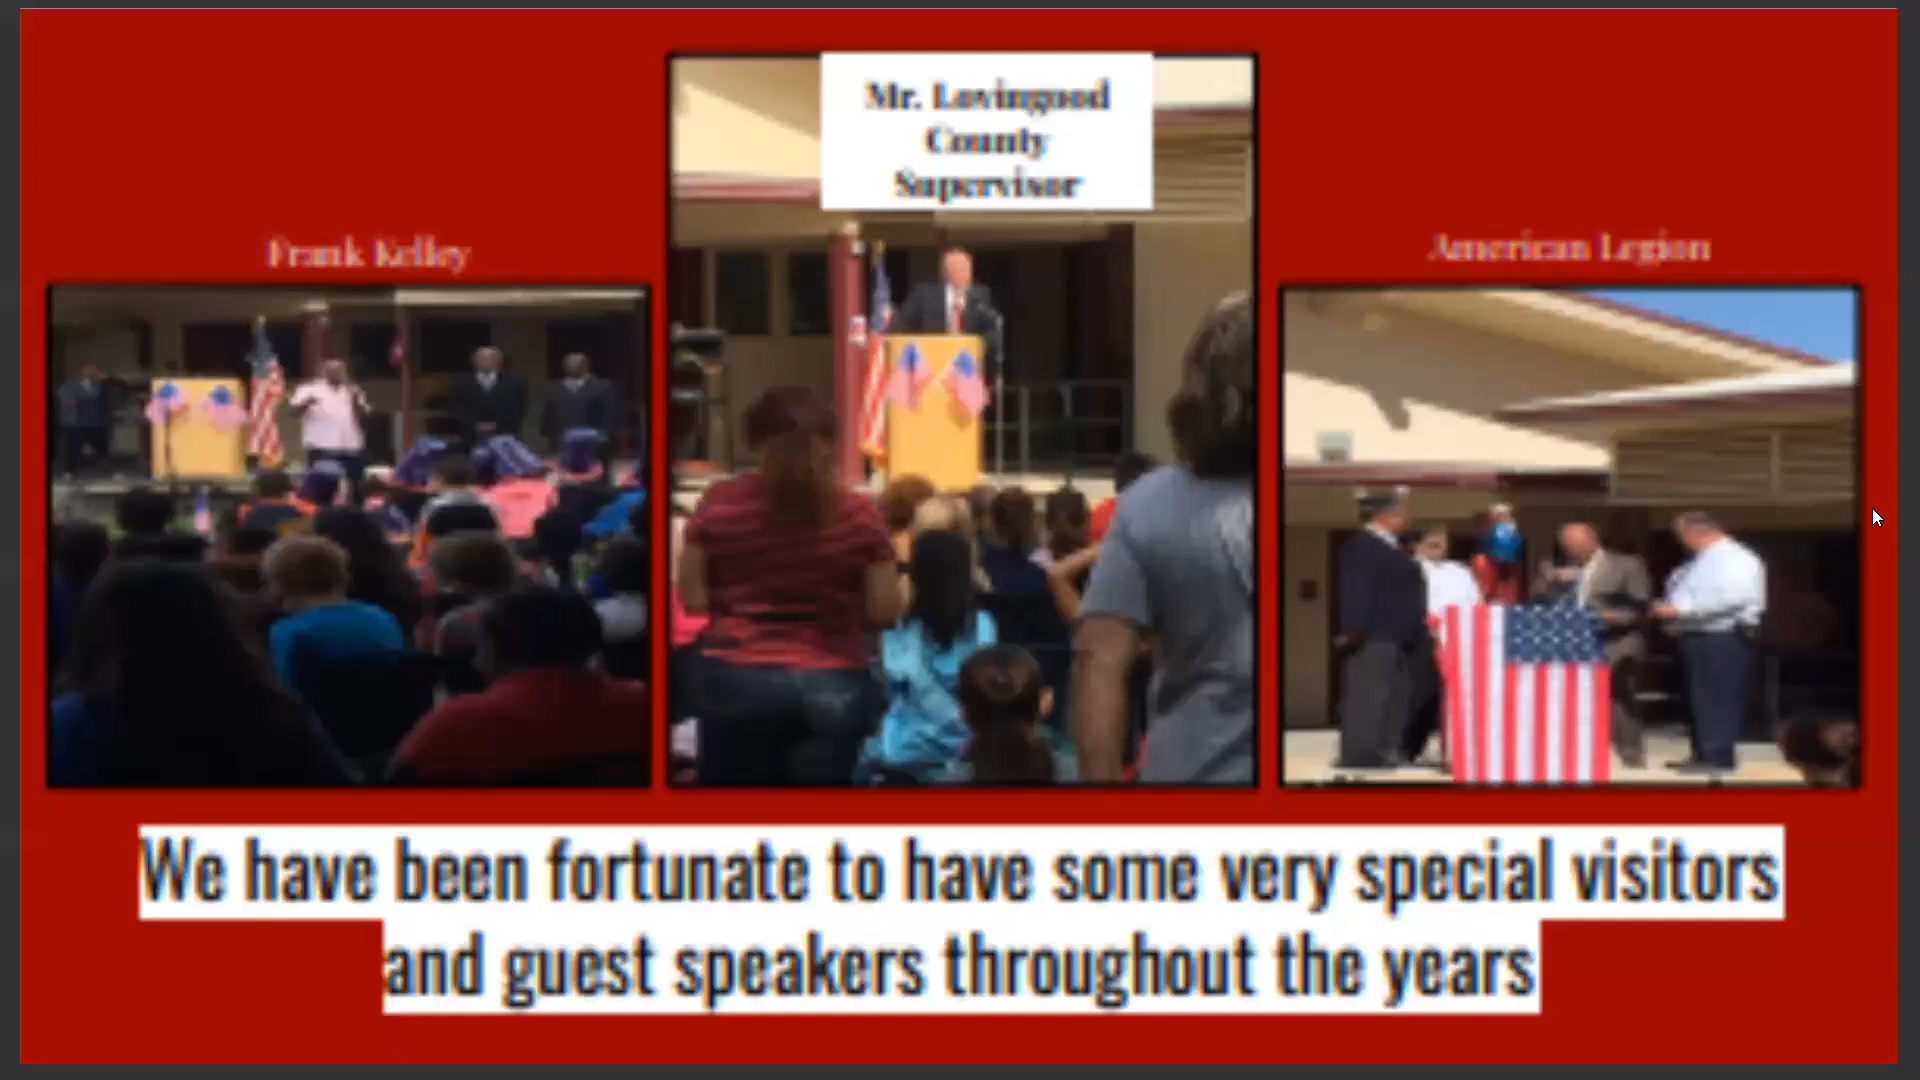 Mr. Lovingood
County
Supervisor
Frank Kelley
American Legion
We have been fortunate to have some very special visitors
and guest speakers throughout the years